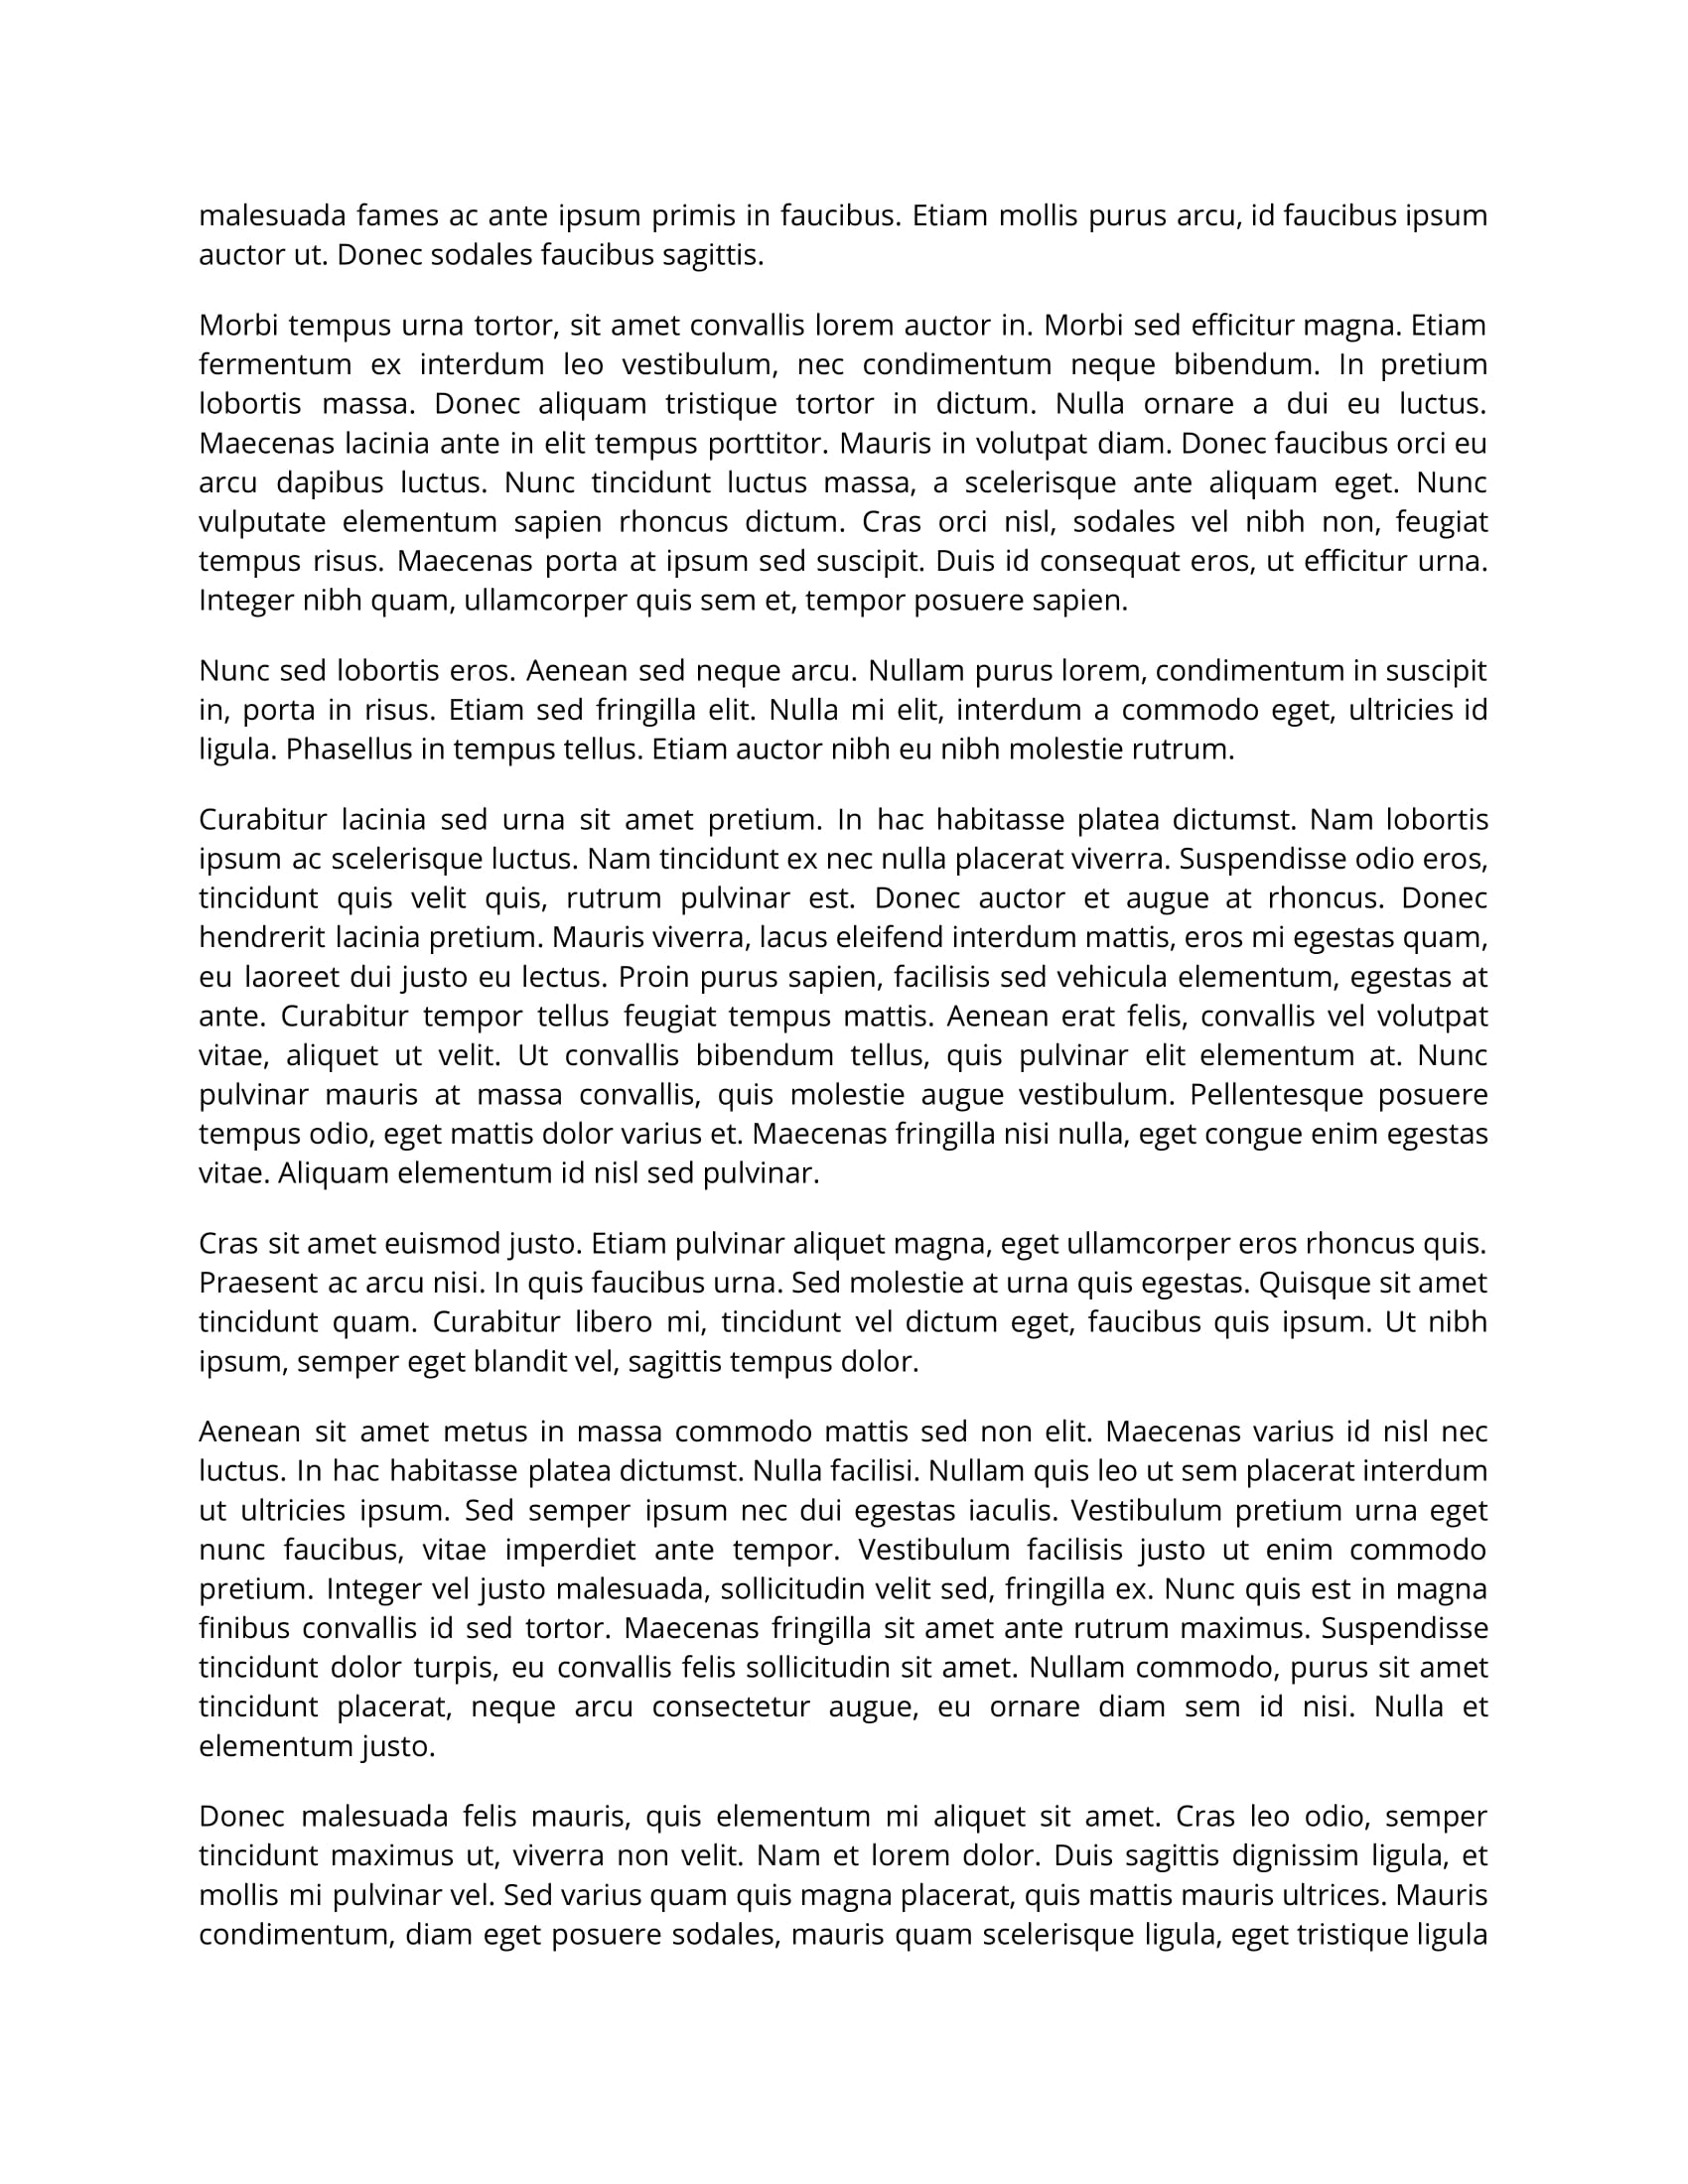 malesuada fames ac ante ipsum primis in faucibus. Etiam mollis purus arcu, id faucibus ipsum
auctor ut. Donec sodales faucibus sagittis.
Morbi tempus urna tortor, sit amet convallis lorem auctor in. Morbi sed efficitur magna. Etiam
fermentum ex interdum leo vestibulum, nec condimentum neque bibendum. In pretium
lobortis massa. Donec aliquam tristique tortor in dictum. Nulla ornare a dui eu luctus.
Maecenas lacinia ante in elit tempus porttitor. Mauris in volutpat diam. Donec faucibus orci eu
arcu dapibus luctus. Nunc tincidunt luctus massa, a scelerisque ante aliquam eget. Nunc
vulputate elementum sapien rhoncus dictum. Cras orci nisl, sodales vel nibh non, feugiat
tempus risus. Maecenas porta at ipsum sed suscipit. Duis id consequat eros, ut efficitur urna.
Integer nibh quam, ullamcorper quis sem et, tempor posuere sapien.
Nunc sed lobortis eros. Aenean sed neque arcu. Nullam purus lorem, condimentum in suscipit
in, porta in risus. Etiam sed fringilla elit. Nulla mi elit, interdum a commodo eget, ultricies id
ligula. Phasellus in tempus tellus. Etiam auctor nibh eu nibh molestie rutrum.
Curabitur lacinia sed urna sit amet pretium. In hac habitasse platea dictumst. Nam lobortis
ipsum ac scelerisque luctus. Nam tincidunt ex nec nulla placerat viverra. Suspendisse odio eros,
tincidunt quis velit quis, rutrum pulvinar est. Donec auctor et augue at rhoncus. Donec
hendrerit lacinia pretium. Mauris viverra, lacus eleifend interdum mattis, eros mi egestas quam,
eu laoreet dui justo eu lectus. Proin purus sapien, facilisis sed vehicula elementum, egestas at
ante. Curabitur tempor tellus feugiat tempus mattis. Aenean erat felis, convallis vel volutpat
vitae, aliquet ut velit. Ut convallis bibendum tellus, quis pulvinar elit elementum at. Nunc
pulvinar mauris at massa convallis, quis molestie augue vestibulum. Pellentesque posuere
tempus odio, eget mattis dolor varius et. Maecenas fringilla nisi nulla, eget congue enim egestas
vitae. Aliquam elementum id nisl sed pulvinar.
Cras sit amet euismod justo. Etiam pulvinar aliquet magna, eget ullamcorper eros rhoncus quis.
Praesent ac arcu nisi. In quis faucibus urna. Sed molestie at urna quis egestas. Quisque sit amet
tincidunt quam. Curabitur libero mi, tincidunt vel dictum eget, faucibus quis ipsum. Ut nibh
ipsum, semper eget blandit vel, sagittis tempus dolor.
Aenean sit amet metus in massa commodo mattis sed non elit. Maecenas varius id nisl nec
luctus. In hac habitasse platea dictumst. Nulla facilisi. Nullam quis leo ut sem placerat interdum
ut ultricies ipsum. Sed semper ipsum nec dui egestas iaculis. Vestibulum pretium urna eget
nunc faucibus, vitae imperdiet ante tempor. Vestibulum facilisis justo ut enim commodo
pretium. Integer vel justo malesuada, sollicitudin velit sed, fringilla ex. Nunc quis est in magna
finibus convallis id sed tortor. Maecenas fringilla sit amet ante rutrum maximus. Suspendisse
tincidunt dolor turpis, eu convallis felis sollicitudin sit amet. Nullam commodo, purus sit amet
tincidunt placerat, neque arcu consectetur augue, eu ornare diam sem id nisi. Nulla et
elementum justo.
Donec malesuada felis mauris, quis elementum mi aliquet sit amet. Cras leo odio, semper
tincidunt maximus ut, viverra non velit. Nam et lorem dolor. Duis sagittis dignissim ligula, et
mollis mi pulvinar vel. Sed varius quam quis magna placerat, quis mattis mauris ultrices. Mauris
condimentum, diam eget posuere sodales, mauris quam scelerisque ligula, eget tristique ligula